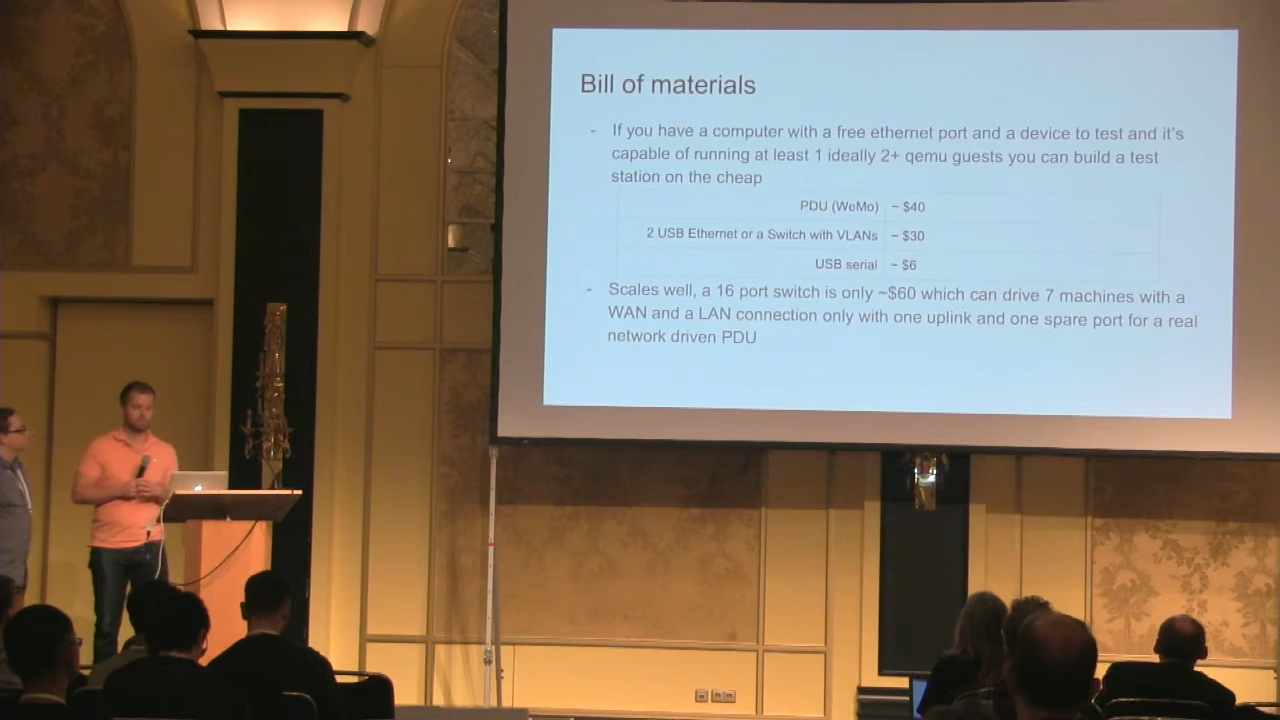 Bill of materials
- If you have a computer with a free ethernet port and a device to test and it's
capable of running at least 1 ideally 2+ qemu guests you can build a test
station on the cheap
PDU (WeMo) ~ $40
2 USB Ethernet or a Switch with VLANs ~ $30
USB serial ~ $6
- Scales well, a 16 port switch is only ~$60 which can drive 7 machines with a
WAN and a LAN connection only with one uplink and one spare port for a real
network driven PDU